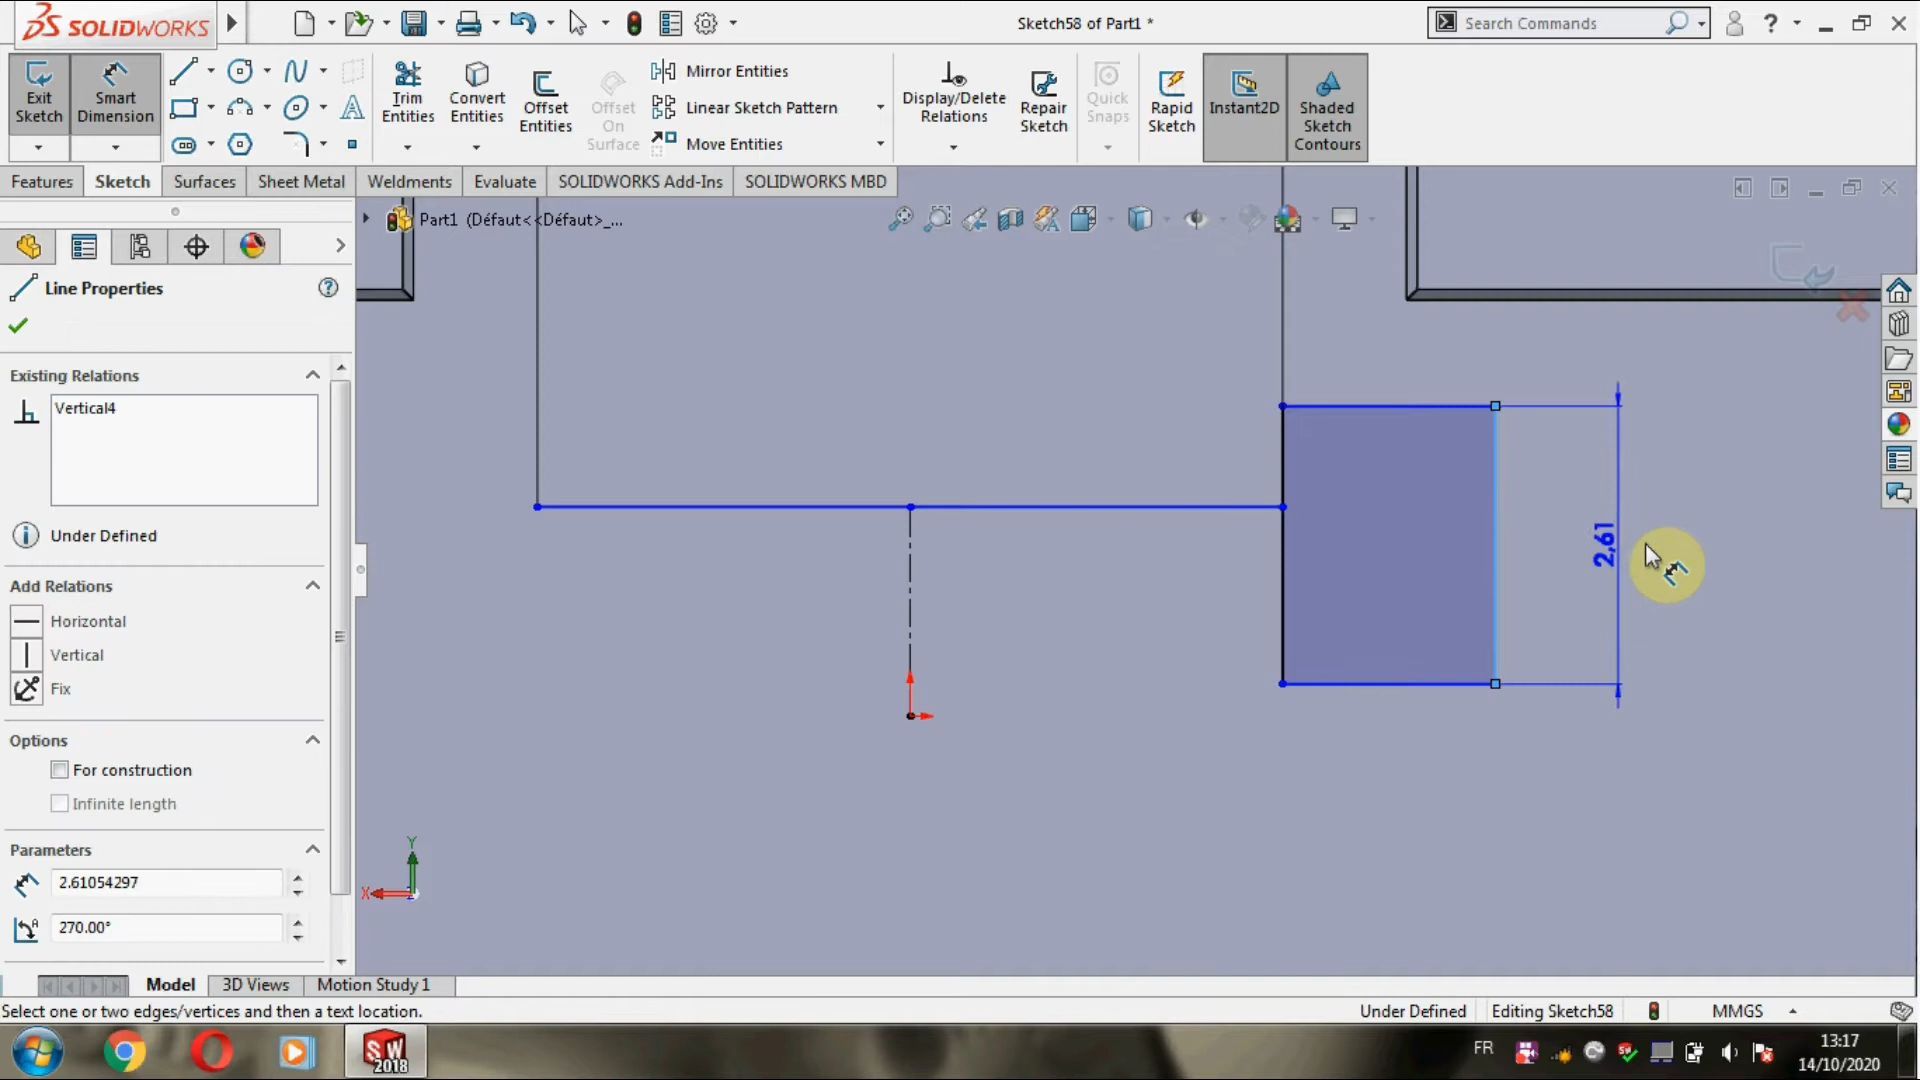 SOLIDWORKS
Sketch58 of Part1 *
Search Commands
Exit Sketch
Smart Dimension
Trim Entities
Convert Entities
Offset Entities
Offset On Surface
Mirror Entities
Linear Sketch Pattern
Move Entities
Display/Delete Relations
Repair Sketch
Quick Snaps
Rapid Sketch
Instant2D
Shaded Sketch Contours
Features
Sketch
Surfaces
Sheet Metal
Weldments
Evaluate
SOLIDWORKS Add-Ins
SOLIDWORKS MBD
Part1 (Défaut<<Défaut>_...
Line Properties
Existing Relations
Vertical4
Under Defined
Add Relations
Horizontal
Vertical
Fix
Options
For construction
Infinite length
Parameters
2.61054297
270.00°
2,61
Y
X
Model
3D Views
Motion Study 1
Select one or two edges/vertices and then a text location.
Under Defined
Editing Sketch58
MMGS
SW
2018
FR
13:17
14/10/2020